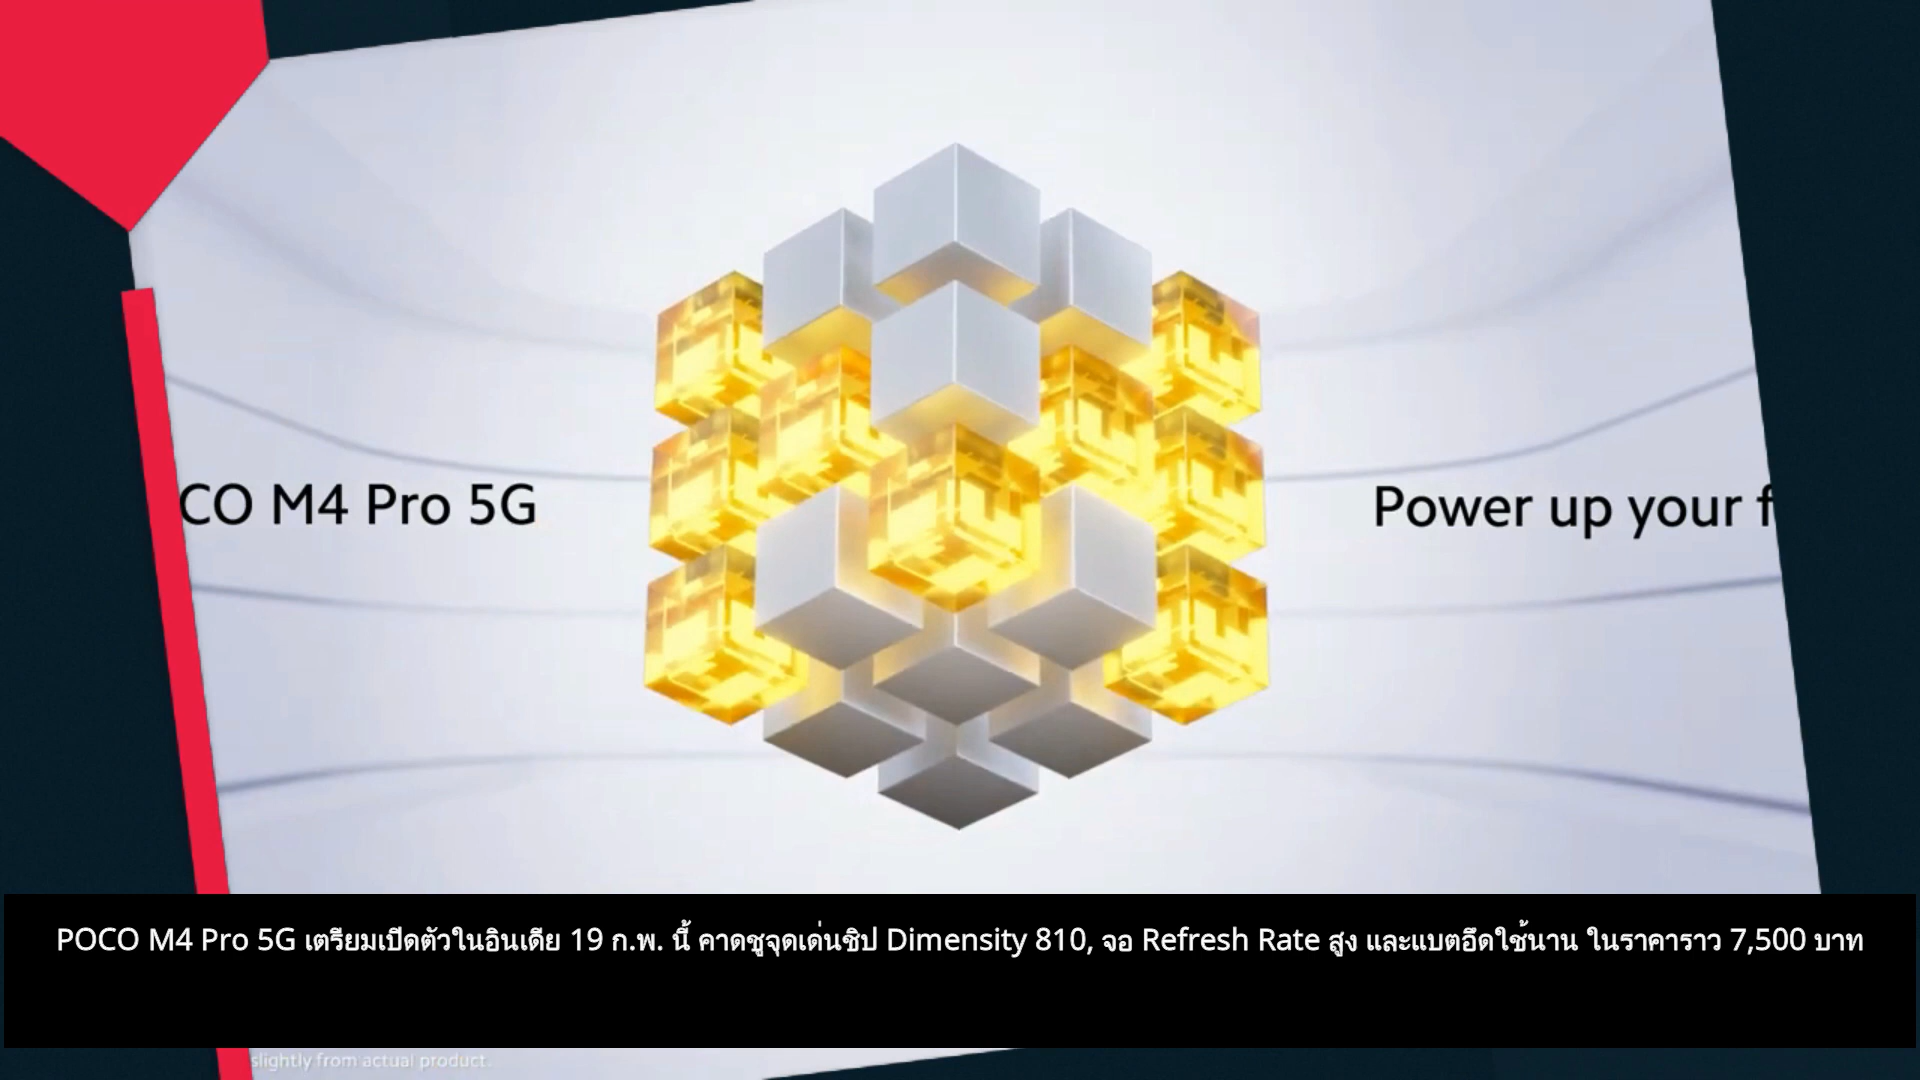 CO M4 Pro 5G
Power up your f
POCO M4 Pro 5G เตรียมเปิดตัวในอินเดีย 19 ก.พ. นี้ คาดชูจุดเด่นชิป Dimensity 810, จอ Refresh Rate สูง และแบตอึดใช้นาน ในราคาราว 7,500 บาท
slightly from actual product.